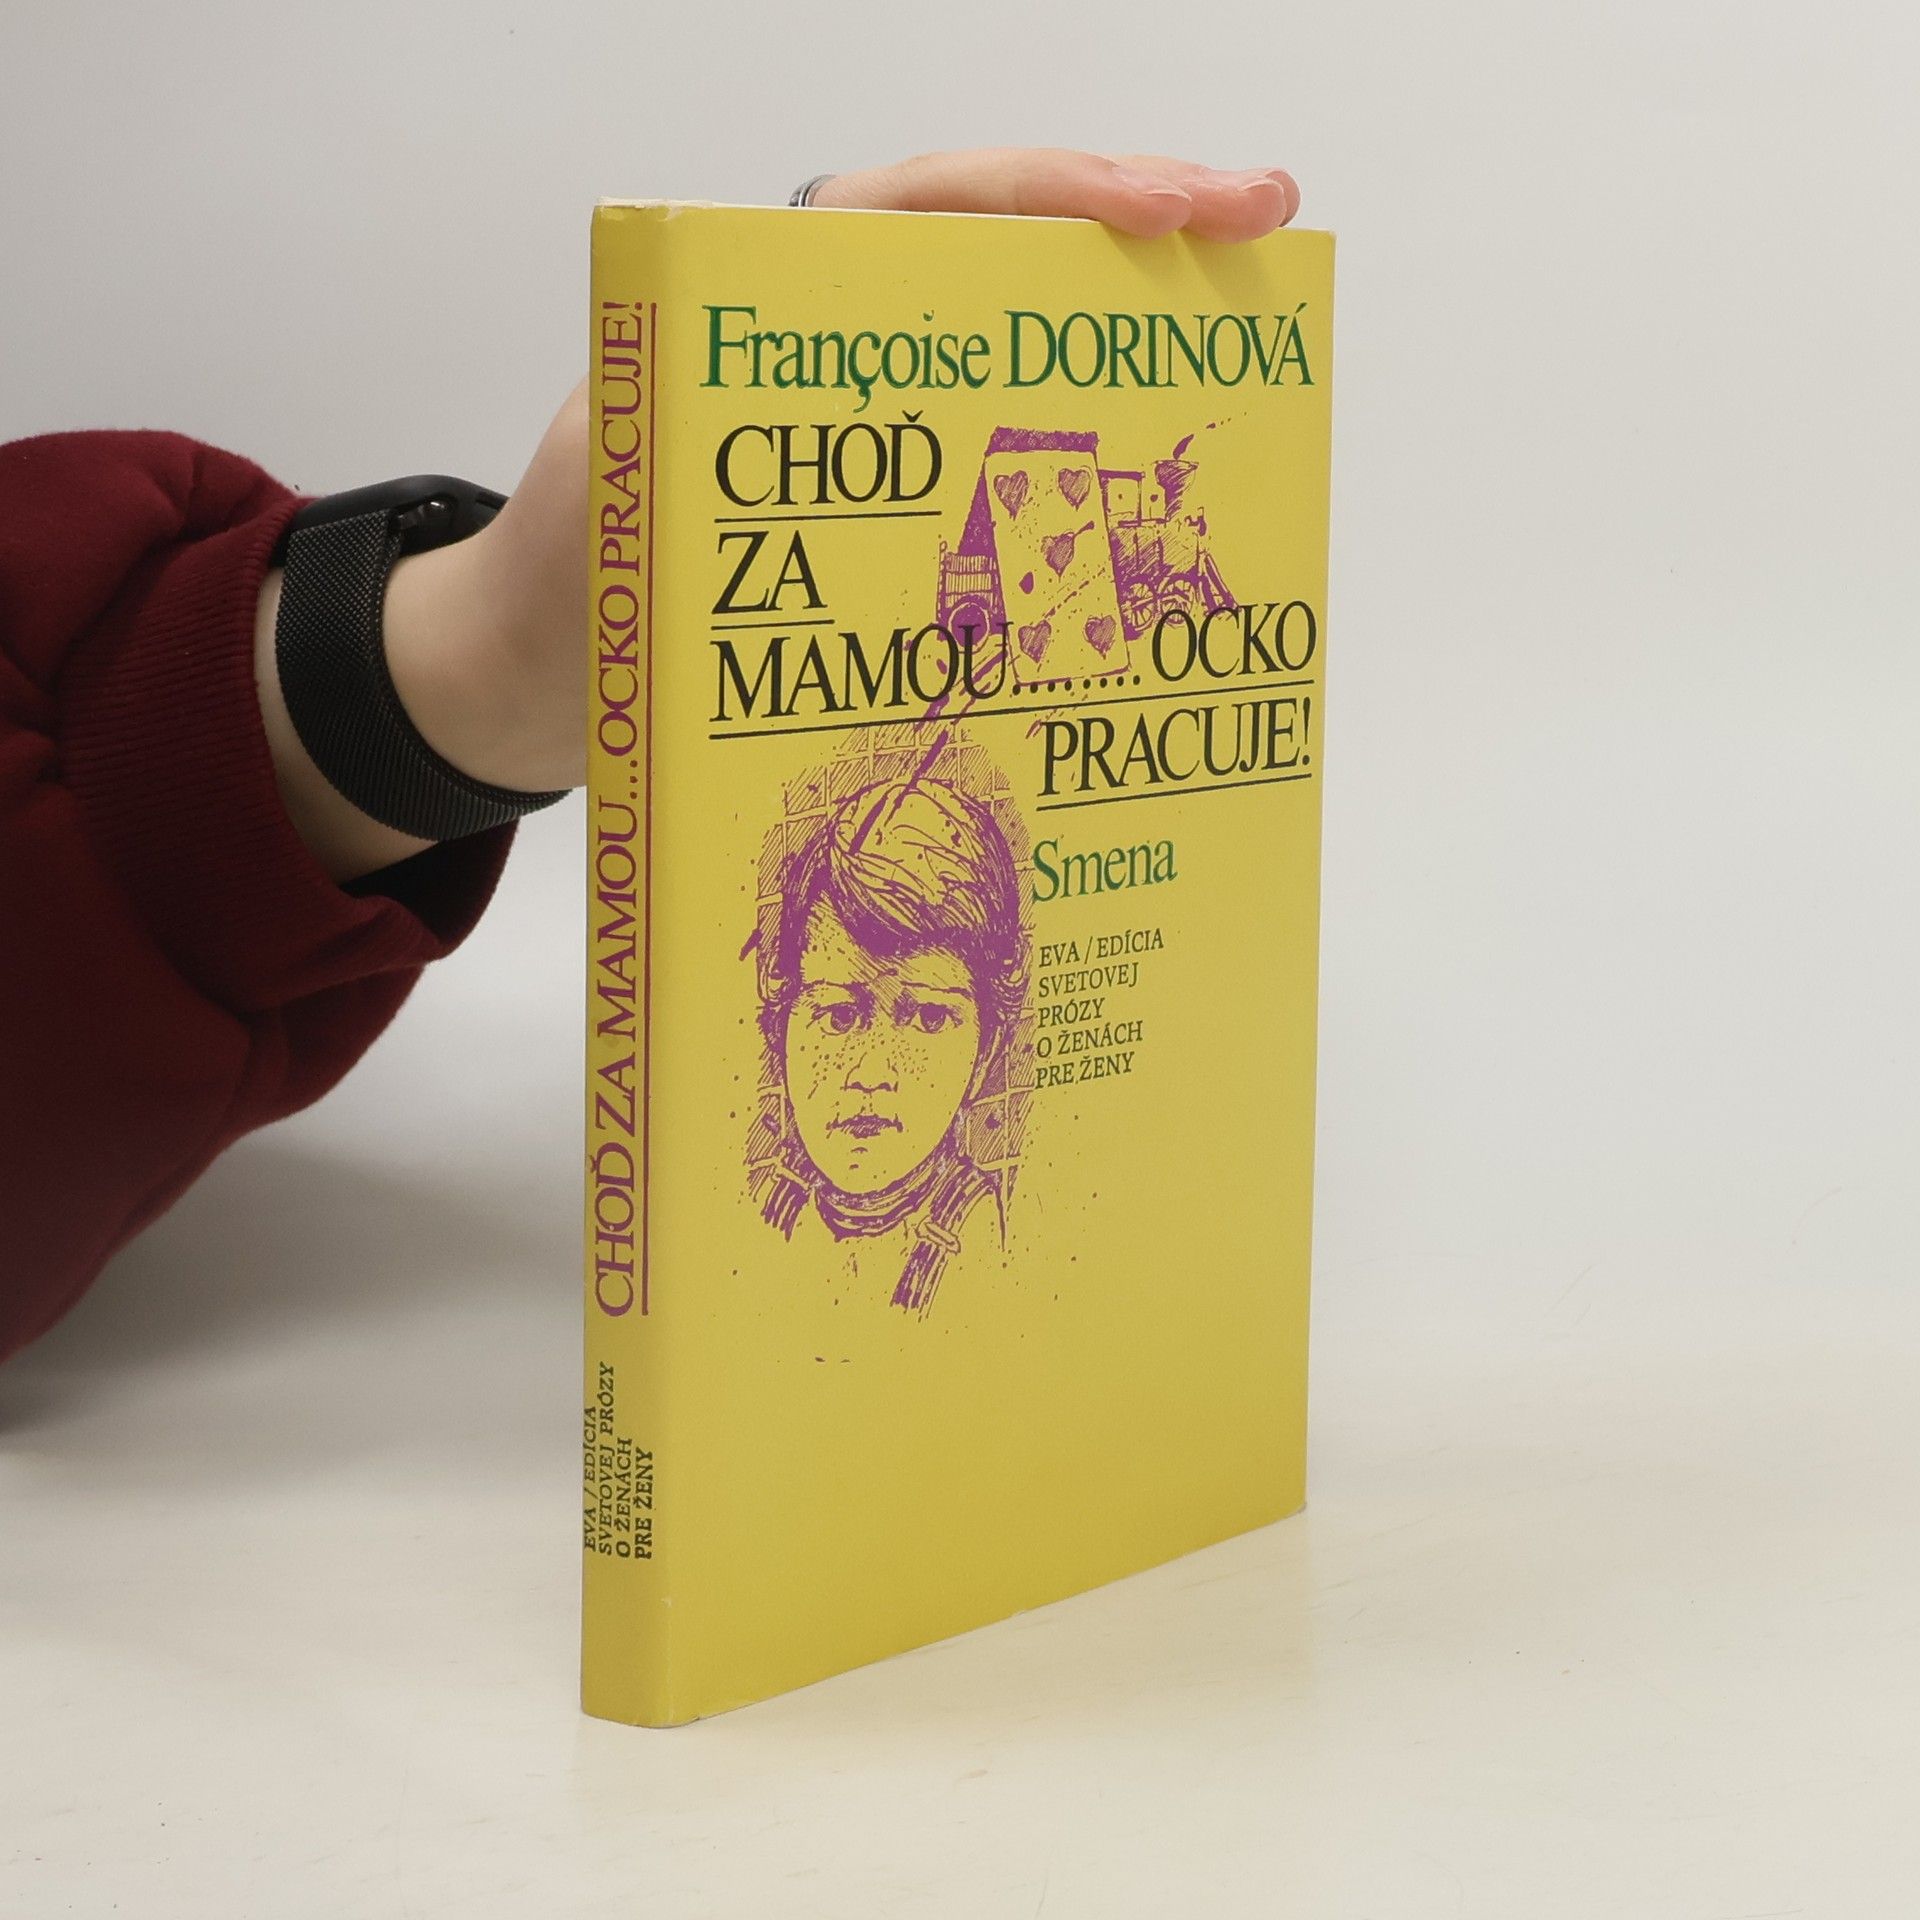 Françoise DORINOVÁ
CHOĎ
ZA
MAMOU........OCKO
PRACUJE!
Smena
EVA / EDÍCIA
SVETOVEJ
PRÓZY
O ŽENÁCH
PRE ŽENY
CHOĎ ZA MAMOU...OCKO PRACUJE!
EVA / EDÍCIA
SVETOVEJ PRÓZY
O ŽENÁCH
PRE ŽENY